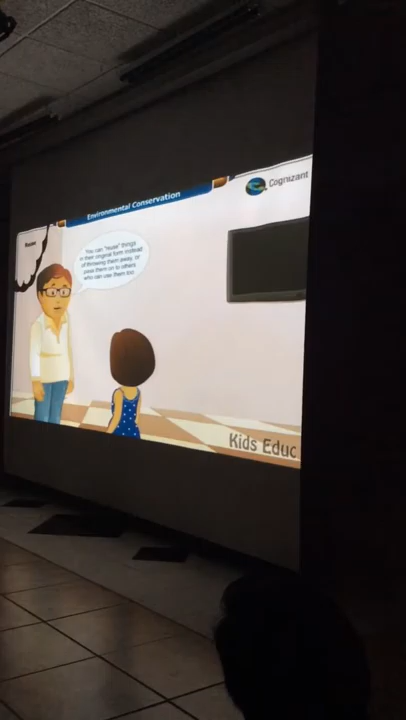 Environmental Conservation
Cognizant
Reuse
You can "reuse" things
in their original form instead
of throwing them away, or
pass them on to others
who can use them too
Kids Educ